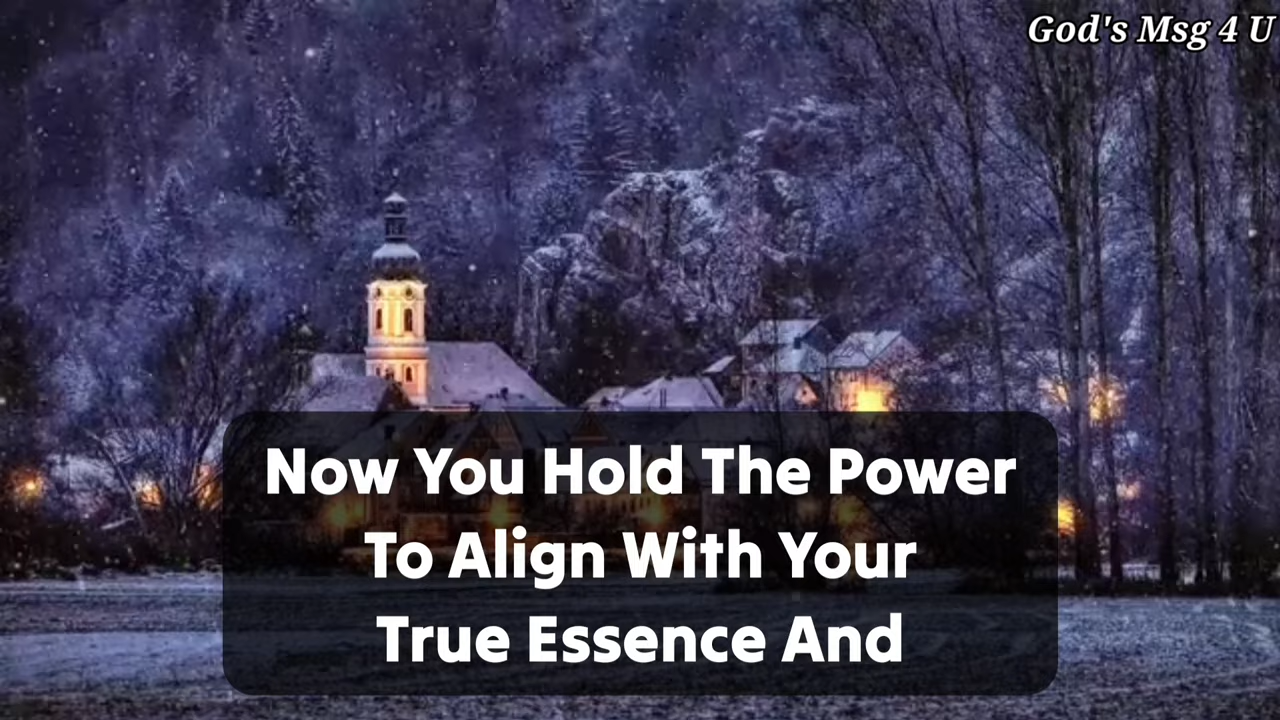 God's Msg 4 U
Now You Hold The Power
To Align With Your
True Essence And